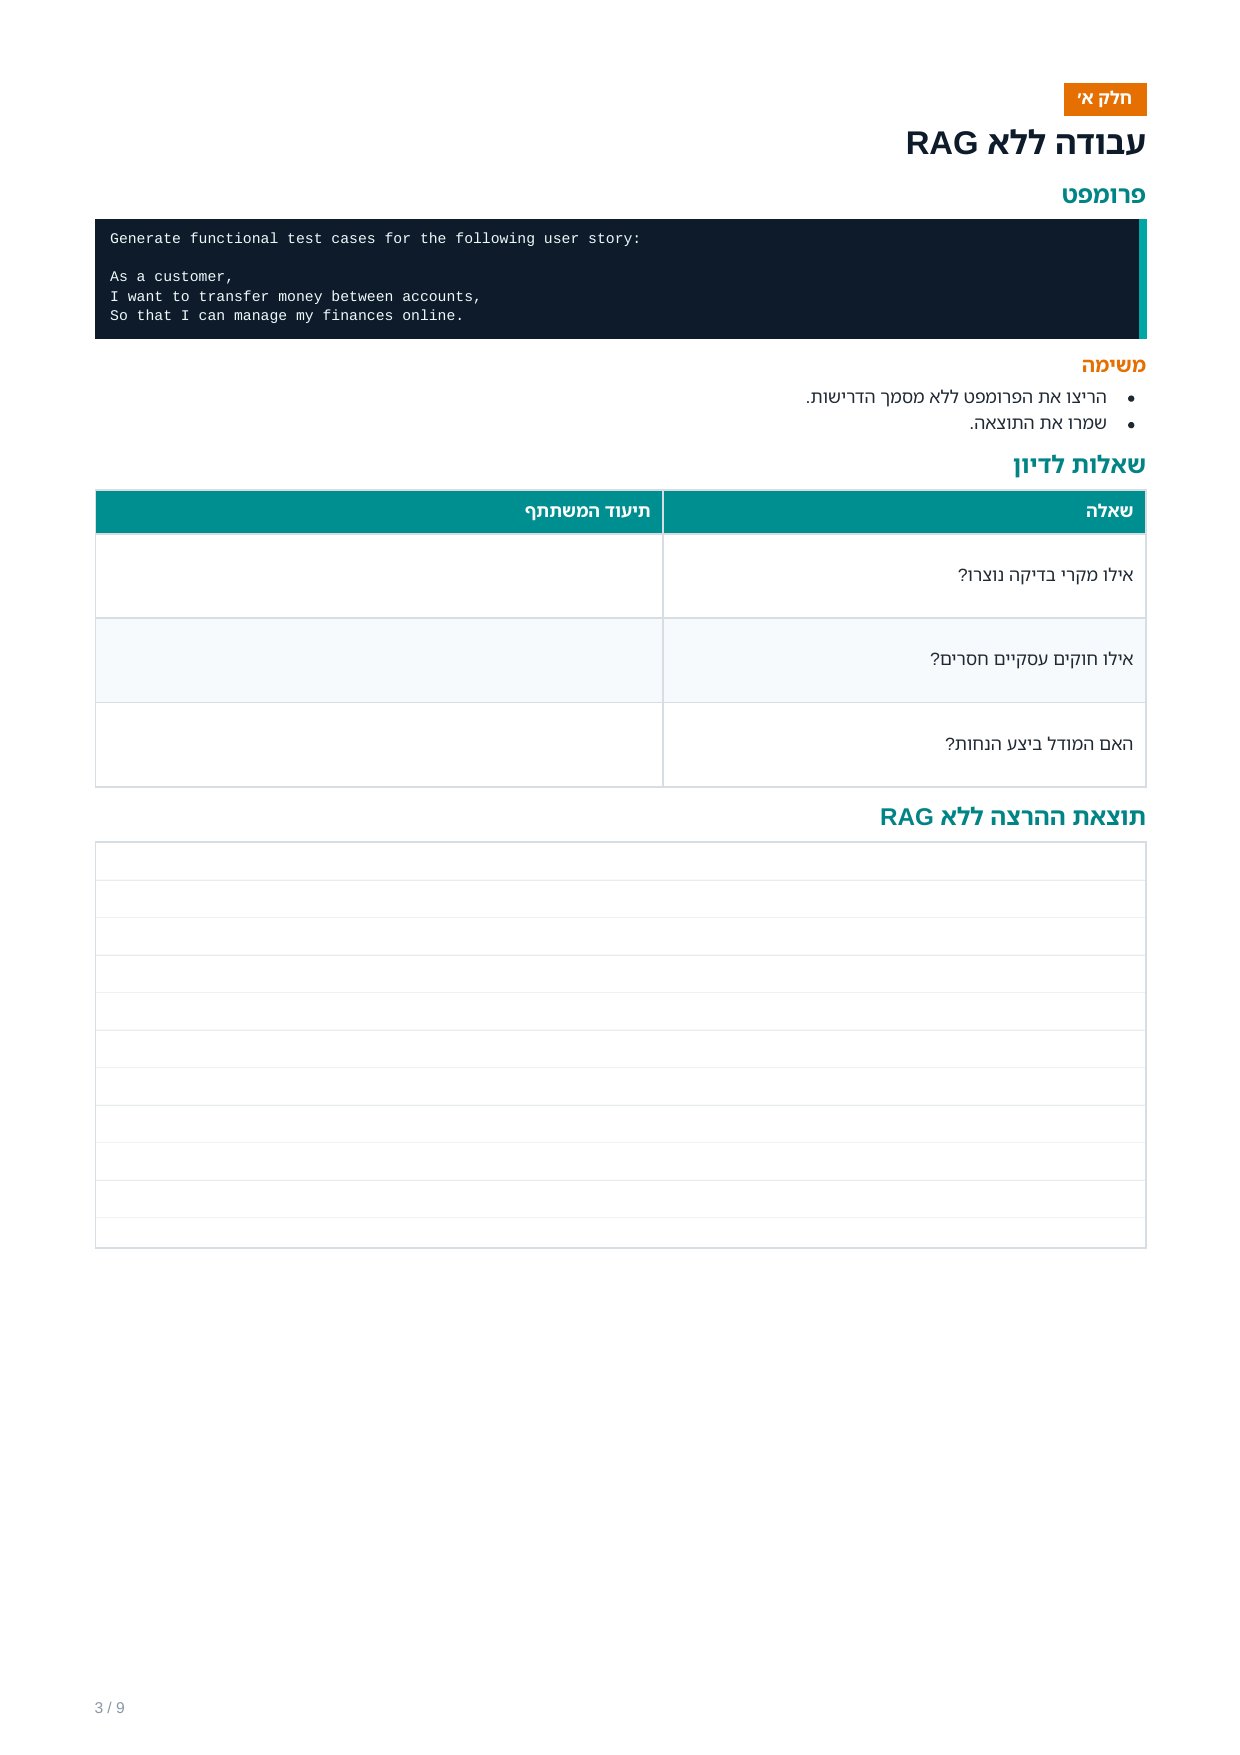 חלק א׳
עבודה ללא RAG
פרומפט
Generate functional test cases for the following user story:
As a customer,
I want to transfer money between accounts,
So that I can manage my finances online.
משימה
• הריצו את הפרומפט ללא מסמך הדרישות.
• שמרו את התוצאה.
שאלות לדיון
שאלה
תיעוד המשתתף
אילו מקרי בדיקה נוצרו?
אילו חוקים עסקיים חסרים?
האם המודל ביצע הנחות?
תוצאת ההרצה ללא RAG
3 / 9